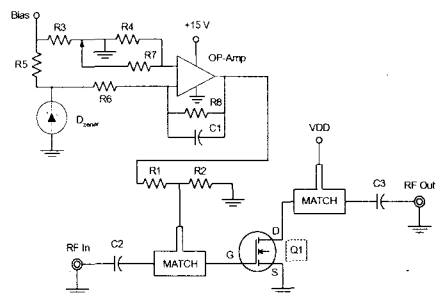 Bias
R3
R4
+15 V
R5
R7
OP-Amp
R6
R8
Dzener
C1
VDD
R1
R2
MATCH
C3
RF Out
D
RF In
C2
MATCH
G
Q1
S